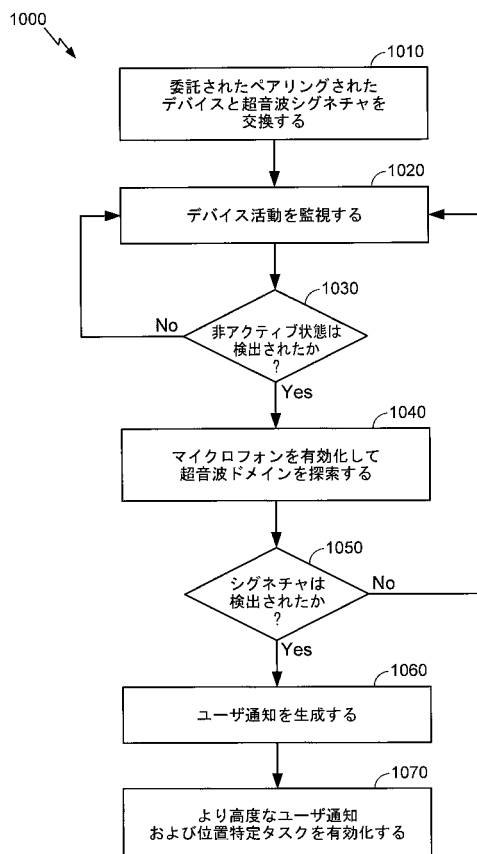 1000
1010
委託されたペアリングされた
デバイスと超音波シグネチャを
交換する
1020
デバイス活動を監視する
1030
非アクティブ状態は
検出されたか
?
No
Yes
1040
マイクロフォンを有効化して
超音波ドメインを探索する
1050
シグネチャは
検出されたか
?
No
Yes
1060
ユーザ通知を生成する
1070
より高度なユーザ通知
および位置特定タスクを有効化する